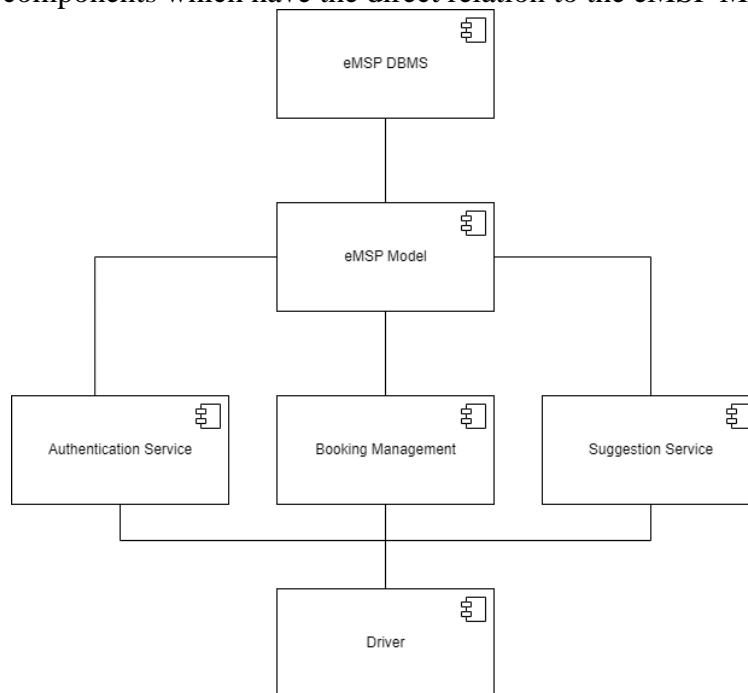 components which have the direct relation to the eMSP M
eMSP DBMS
eMSP Model
Authentication Service
Booking Management
Suggestion Service
Driver